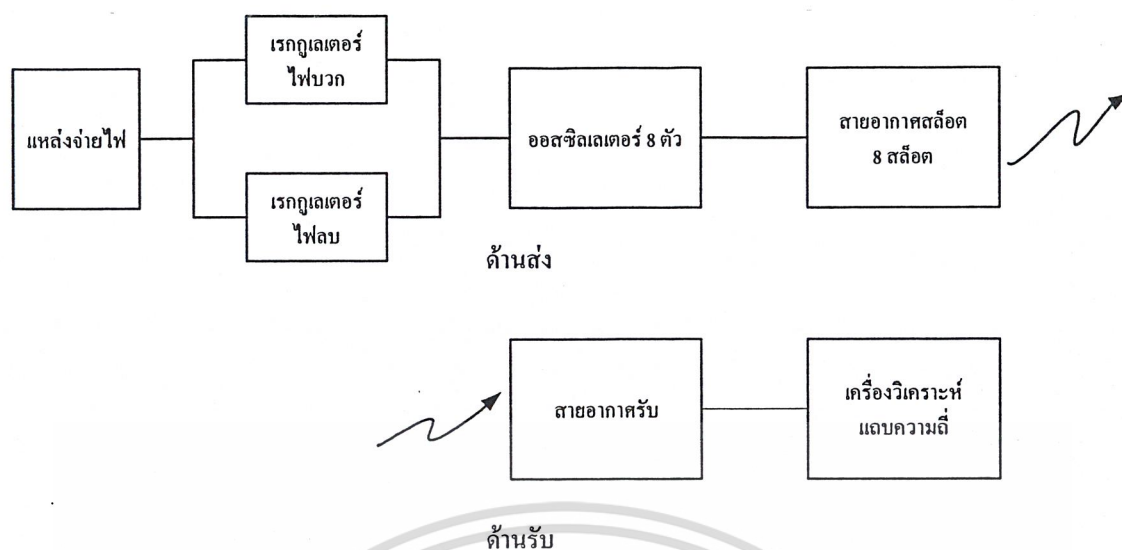 เรกกูเลเตอร์
ไฟบวก
แหล่งจ่ายไฟ
ออสซิลเลเตอร์ 8 ตัว
สายอากาศสล็อต
8 สล็อต
เรกกูเลเตอร์
ไฟลบ
ด้านส่ง
สายอากาศรับ
เครื่องวิเคราะห์
แถบความถี่
ด้านรับ